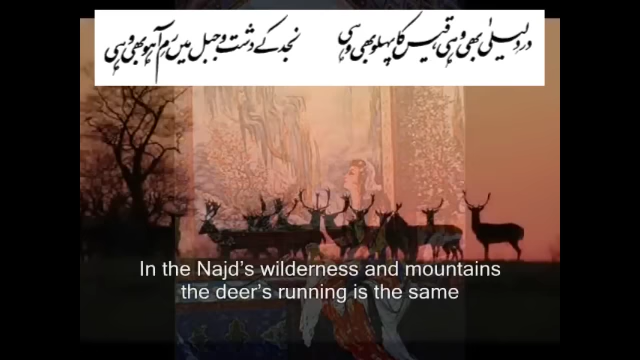 درد لیلیٰ بھی وہی، قیس کا پہلو بھی وہی نجد کے دشت و جبل میں رمِ آہو بھی وہی
In the Najd's wilderness and mountains
the deer's running is the same